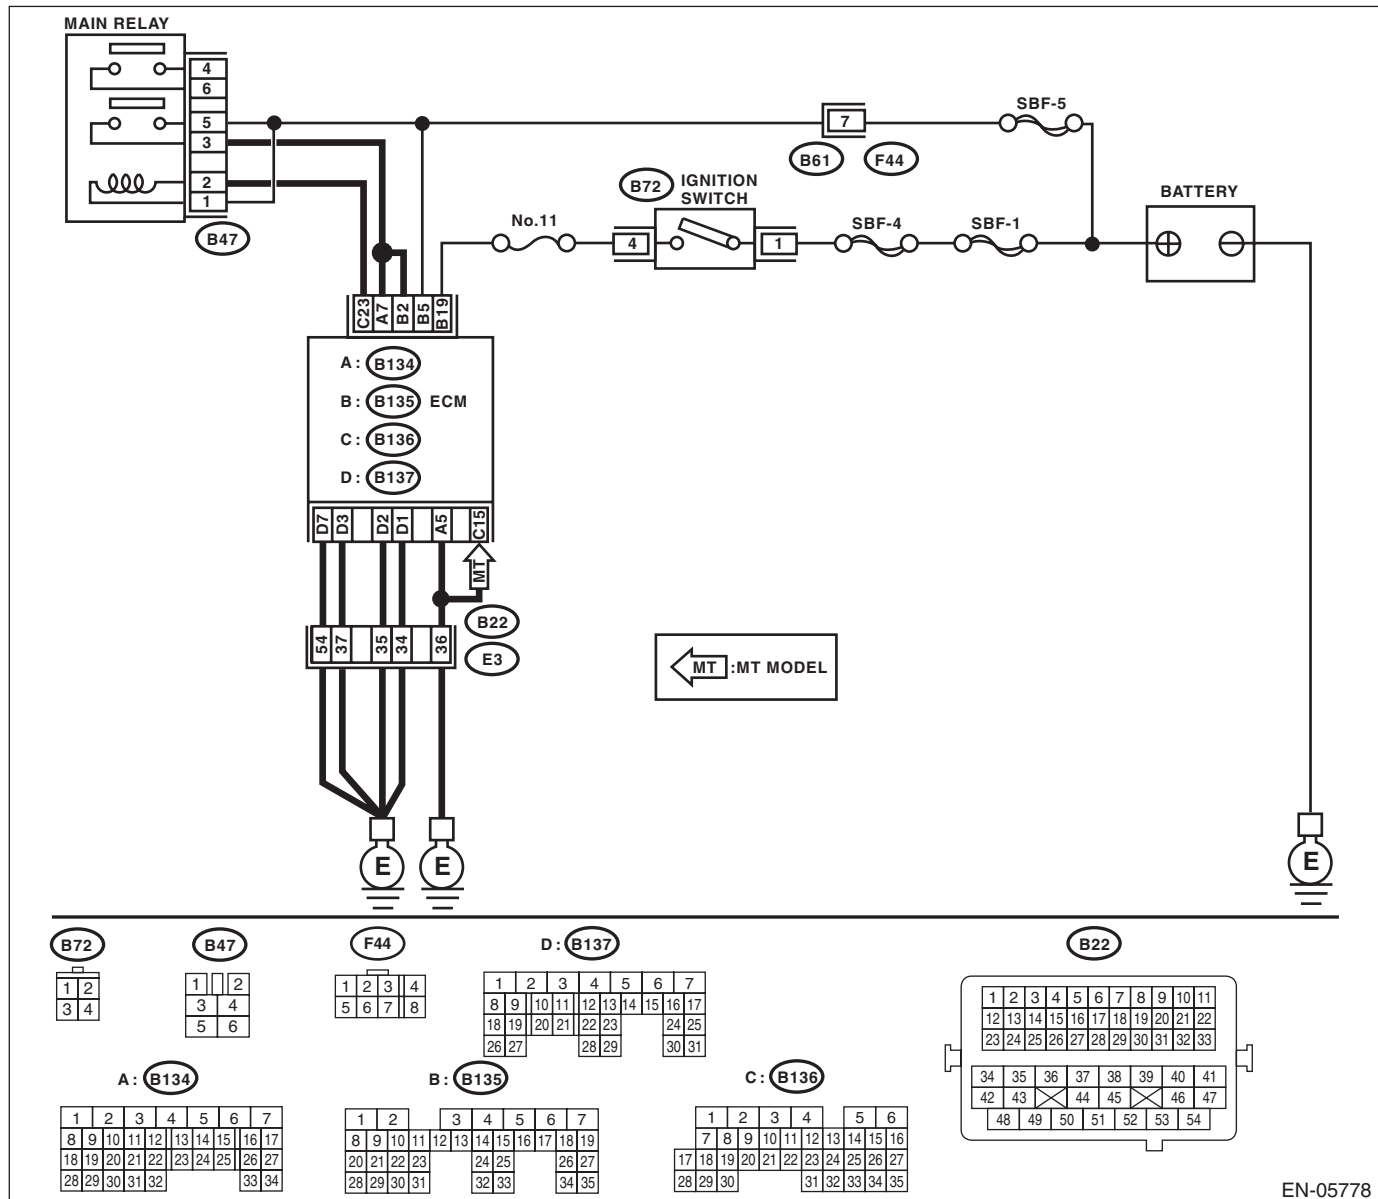 MAIN RELAY
4
6
5
3
2
1
B47
SBF-5
7
B61
F44
B72
IGNITION
SWITCH
No.11
4
1
SBF-4
SBF-1
BATTERY
C23
A7
B2
B5
B19
A: B134
B: B135 ECM
C: B136
D: B137
D7
D3
D2
D1
A5
C15
MT
B22
E3
54
37
35
34
36
MT :MT MODEL
E
E
E
B72
1 2
3 4
B47
1 2
3 4
5 6
F44
1 2 3 4
5 6 7 8
D: B137
1 2 3 4 5 6 7
8 9 10 11 12 13 14 15 16 17
18 19 20 21 22 23 24 25
26 27 28 29 30 31
B22
1 2 3 4 5 6 7 8 9 10 11
12 13 14 15 16 17 18 19 20 21 22
23 24 25 26 27 28 29 30 31 32 33
34 35 36 37 38 39 40 41
42 43 44 45 46 47
48 49 50 51 52 53 54
A: B134
1 2 3 4 5 6 7
8 9 10 11 12 13 14 15 16 17
18 19 20 21 22 23 24 25 26 27
28 29 30 31 32 33 34
B: B135
1 2 3 4 5 6 7
8 9 10 11 12 13 14 15 16 17 18 19
20 21 22 23 24 25 26 27
28 29 30 31 32 33 34 35
C: B136
1 2 3 4 5 6
7 8 9 10 11 12 13 14 15 16
17 18 19 20 21 22 23 24 25 26 27
28 29 30 31 32 33 34 35
EN-05778